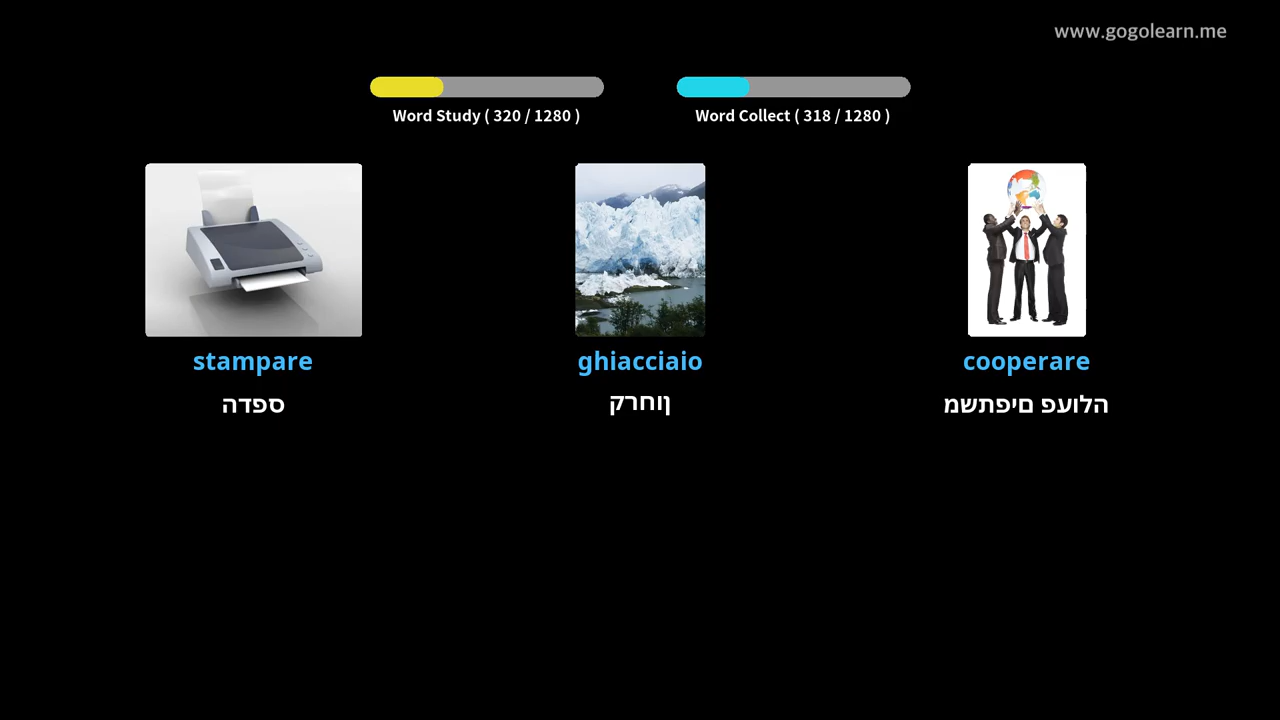 www.gogolearn.me
Word Study ( 320 / 1280 )
Word Collect ( 318 / 1280 )
stampare
ספדה
ghiacciaio
ןוחרק
cooperare
הלועפ םיפתשמ